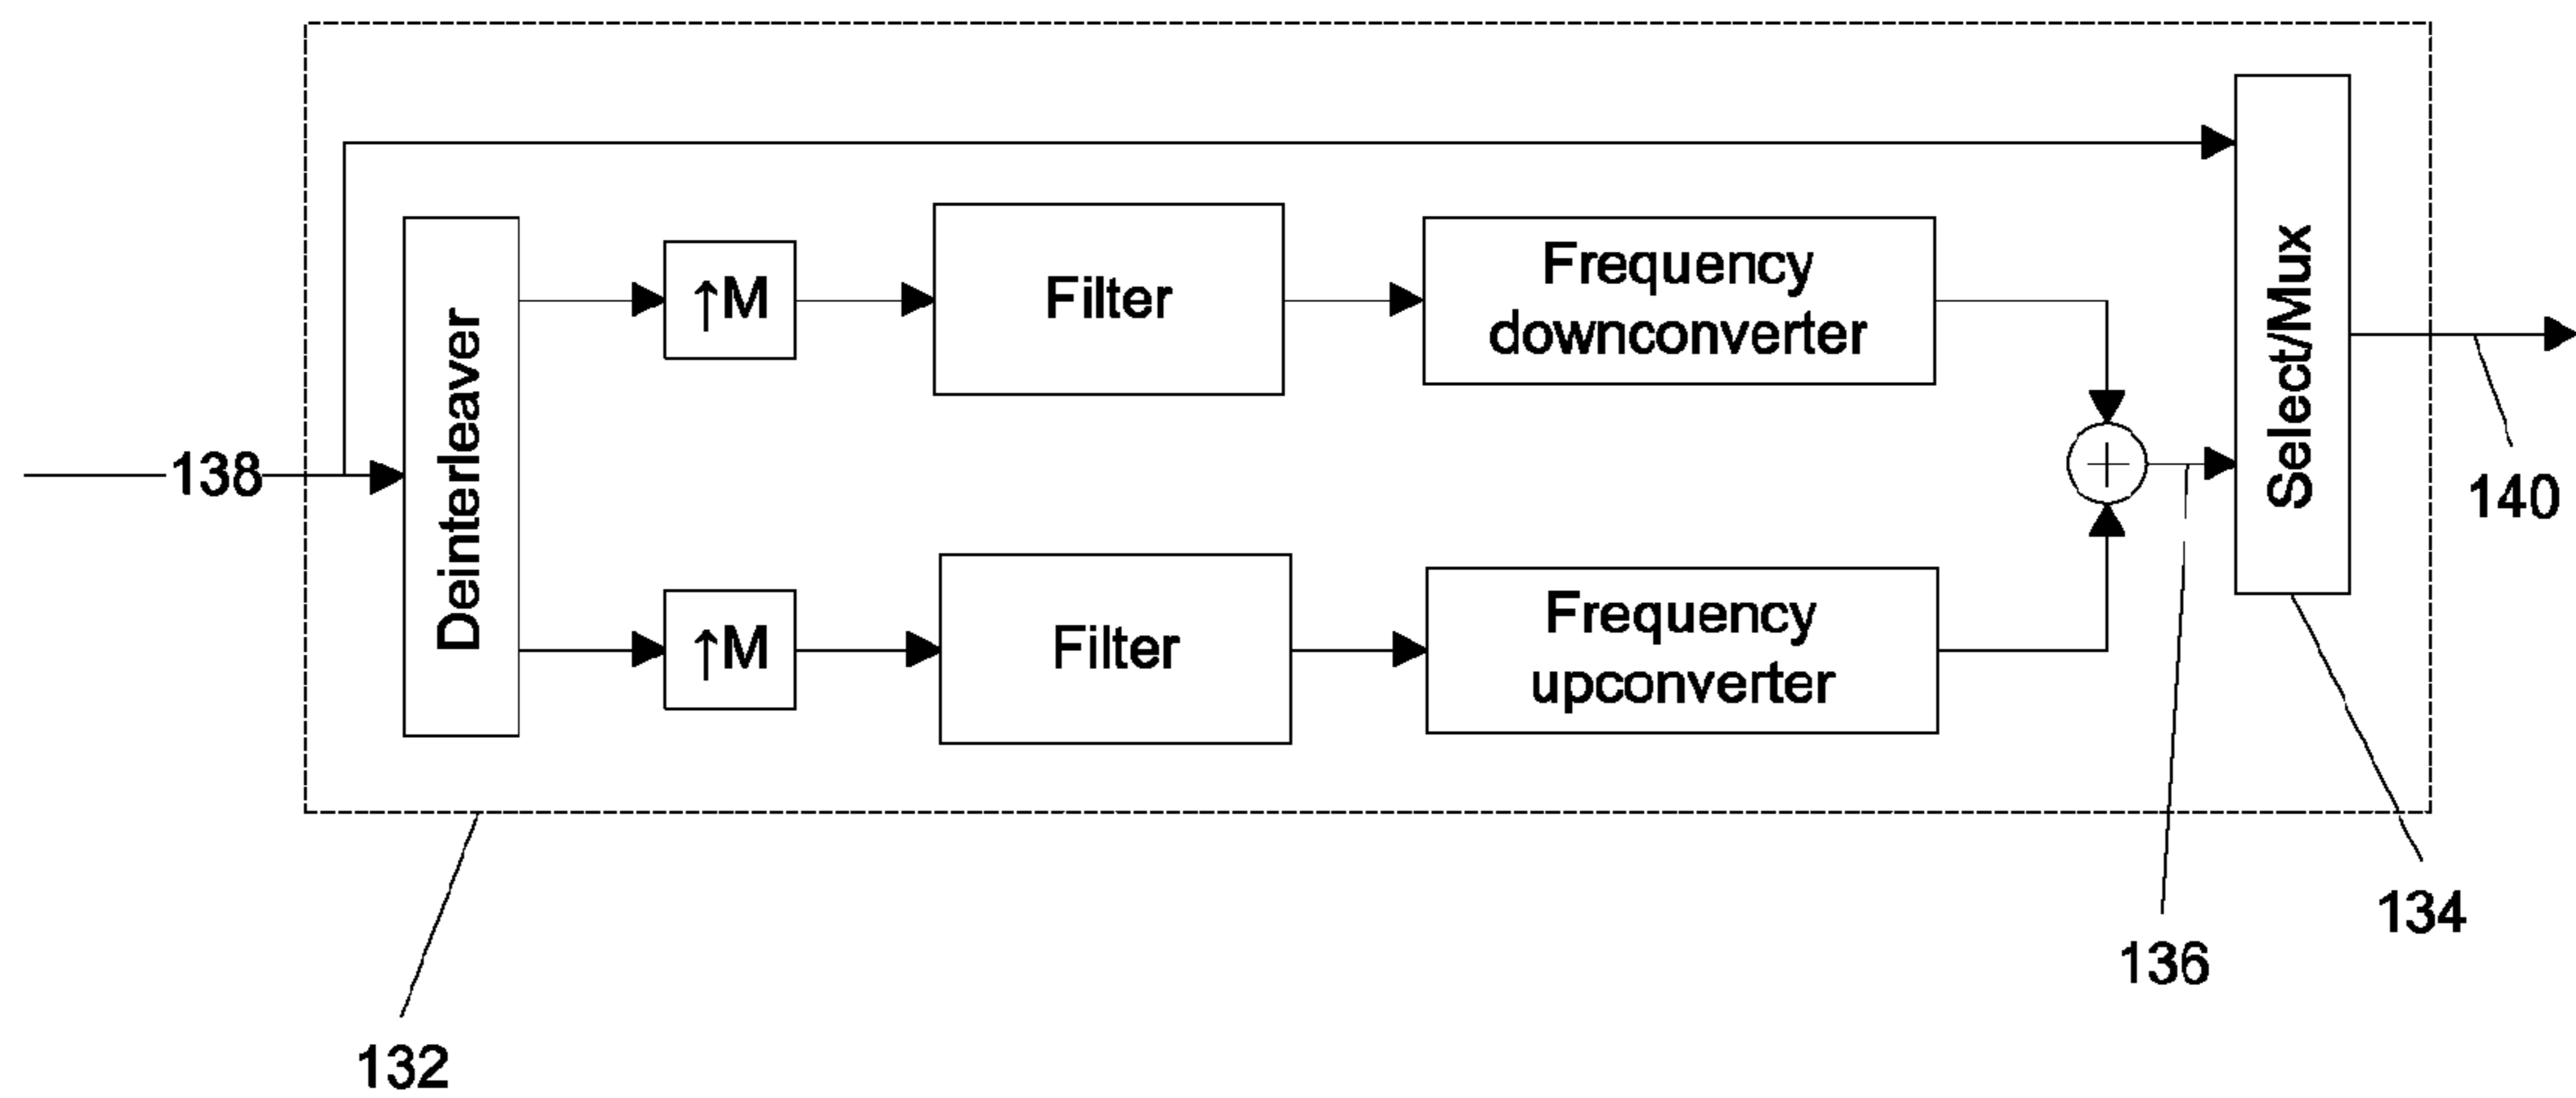 138
Deinterleaver
↑M
Filter
Frequency
downconverter
↑M
Filter
Frequency
upconverter
Select/Mux
+
140
134
136
132